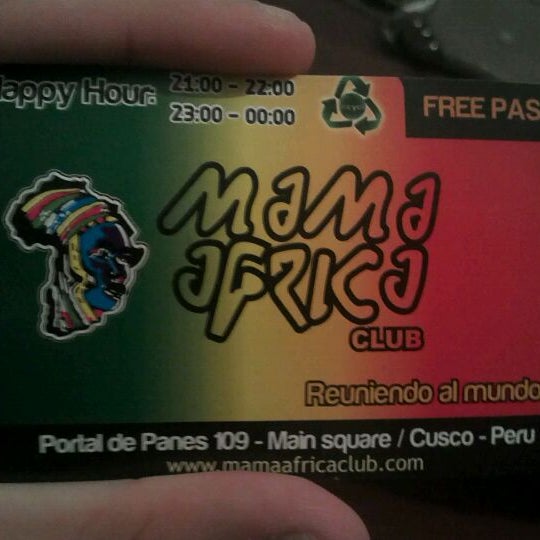 Happy Hour: 21:00 - 22:00
23:00 - 00:00
FREE PAS
MAMA
AFRICA
CLUB
Reuniendo al mundo
Portal de Panes 109 - Main square / Cusco - Peru
www.mamaafricaclub.com